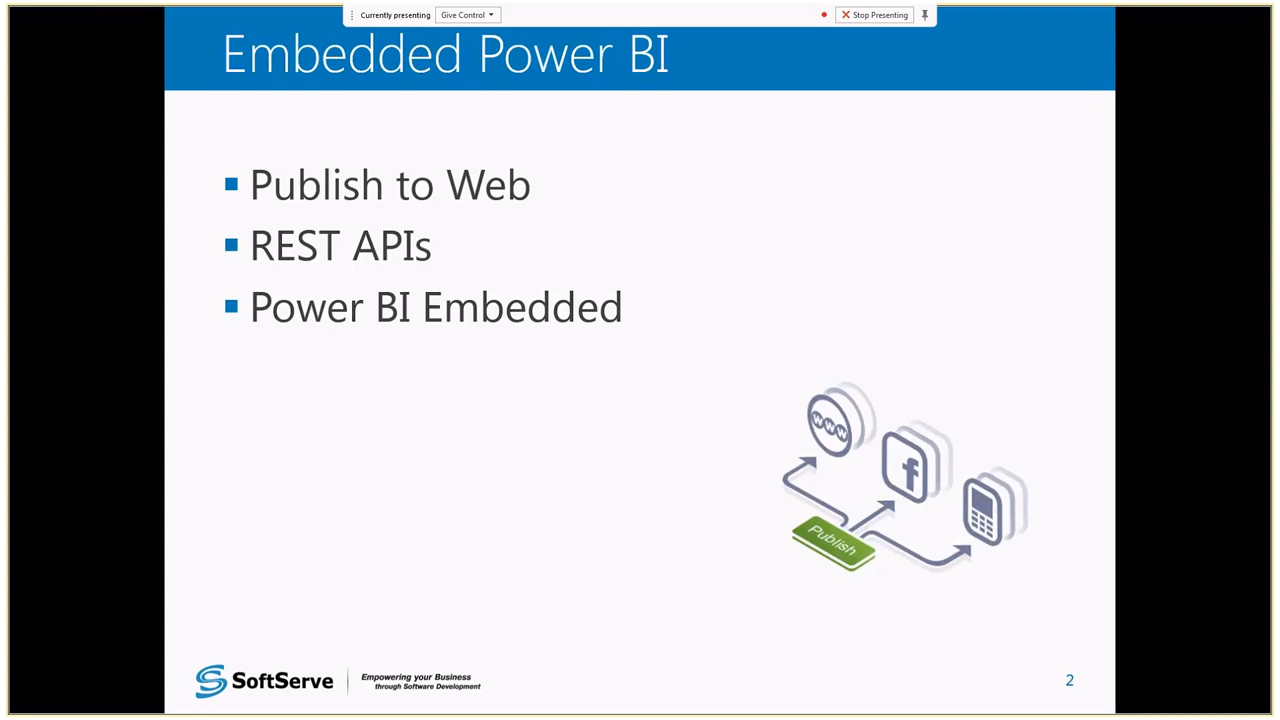 Currently presenting Give Control Stop Presenting
Embedded Power BI
Publish to Web
REST APIs
Power BI Embedded
www
f
Publish
SoftServe
Empowering your Business
through Software Development
2